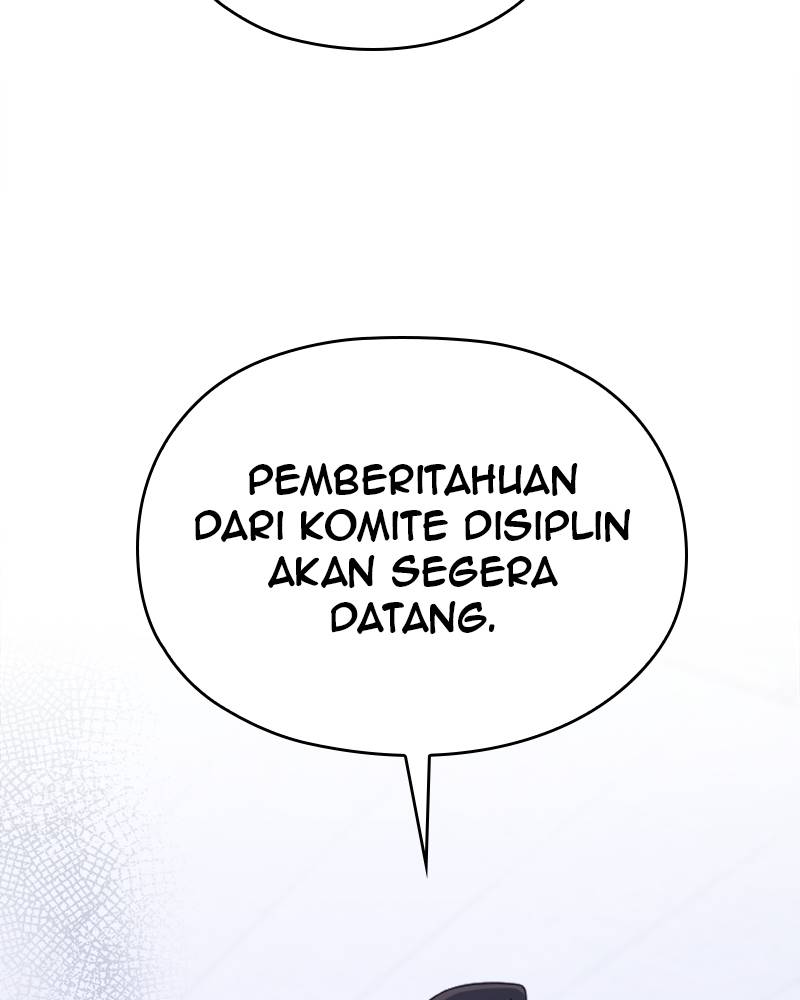 PEMBERITAHUAN
DARI KOMITE DISIPLIN
AKAN SEGERA
DATANG.